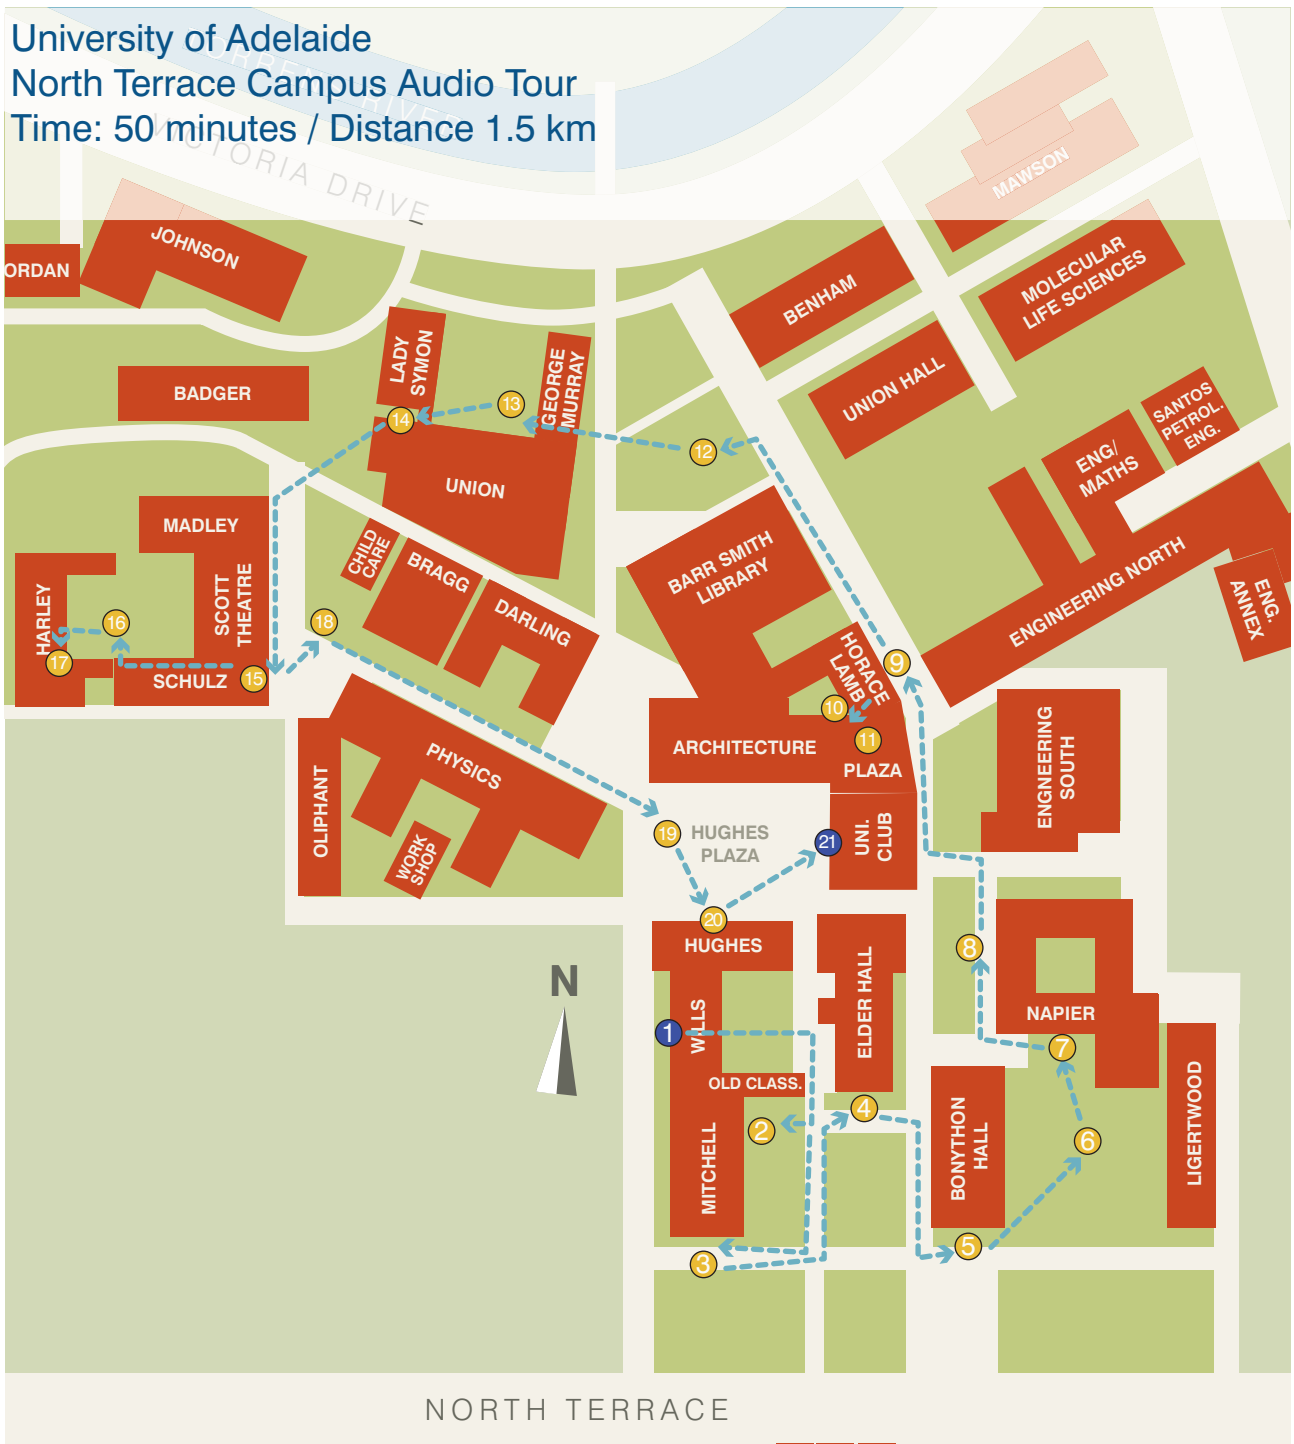 University of Adelaide
North Terrace Campus Audio Tour
Time: 50 minutes / Distance 1.5 km
TORRENS RIVER
VICTORIA DRIVE
MAWSON
JOHNSON
ORDAN
MOLECULAR
LIFE SCIENCES
BENHAM
LADY
SYMON
GEORGE
MURRAY
UNION HALL
BADGER
13
14
12
SANTOS
PETROL.
ENG.
ENG/
MATHS
UNION
MADLEY
CHILD
CARE
BRAGG
DARLING
BARR SMITH
LIBRARY
ENGINEERING NORTH
ENG.
ANNEX
HARLEY
SCOTT
THEATRE
16
18
17
SCHULZ
15
HORACE
LAMB
9
10
11
ARCHITECTURE
PLAZA
ENGNEERING
SOUTH
PHYSICS
OLIPHANT
WORK
SHOP
19
HUGHES
PLAZA
21
UNI.
CLUB
20
HUGHES
8
N
WILLS
1
ELDER HALL
NAPIER
7
OLD CLASS.
4
2
MITCHELL
BONYTHON
HALL
6
LIGERTWOOD
3
5
NORTH TERRACE